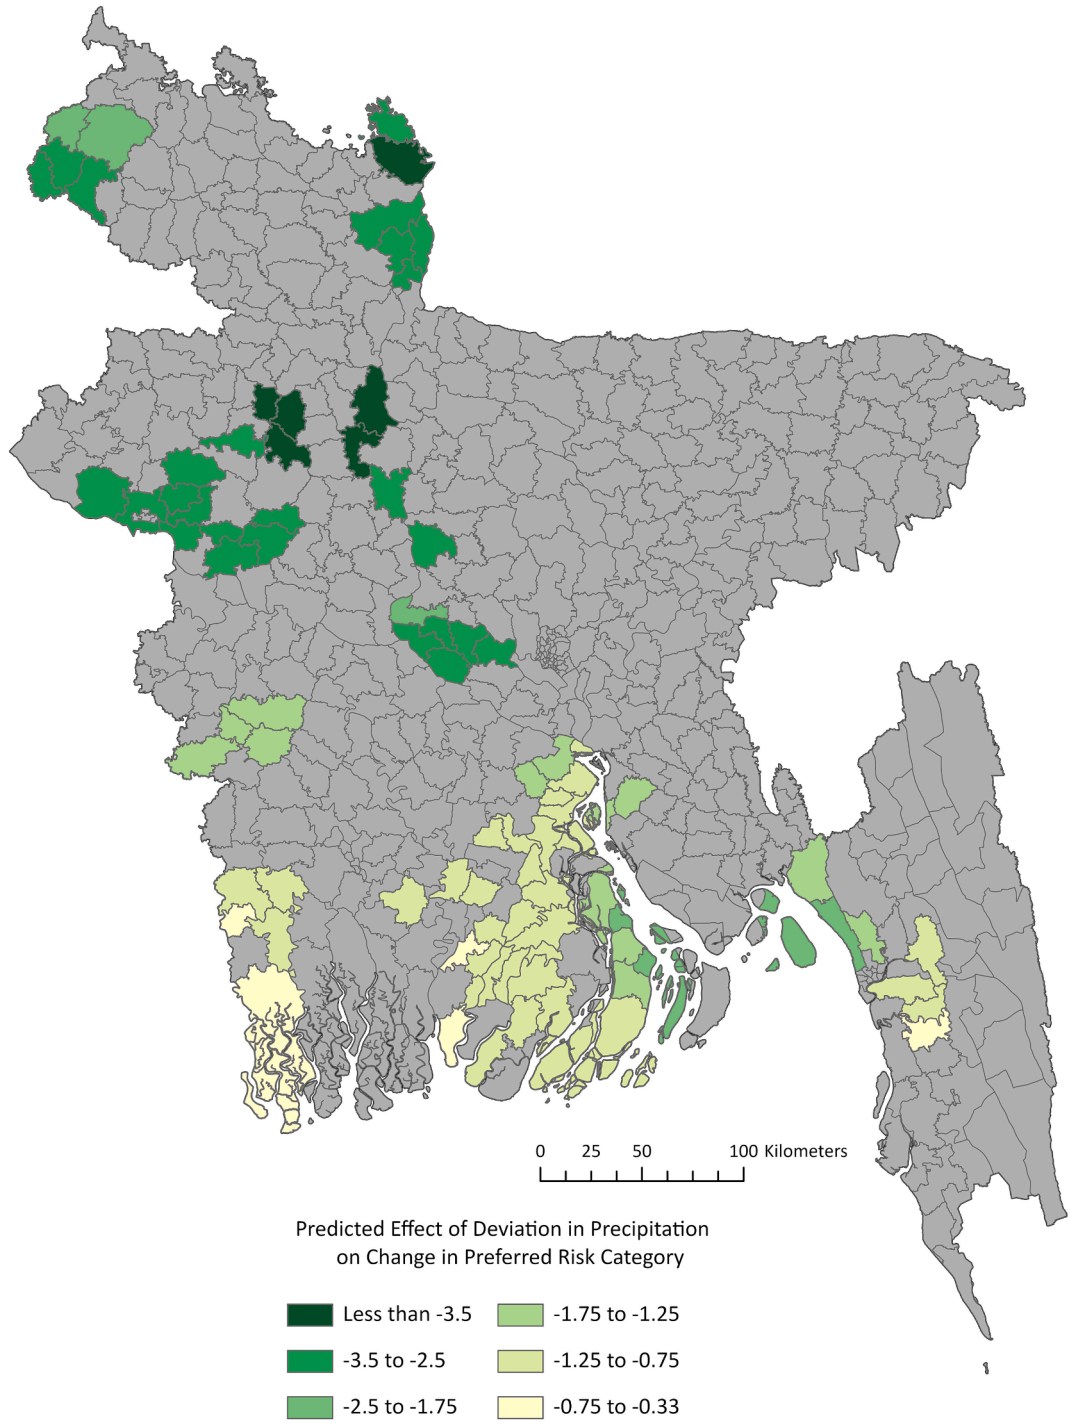 0 25 50 100 Kilometers
Predicted Effect of Deviation in Precipitation
on Change in Preferred Risk Category
Less than -3.5 -1.75 to -1.25
-3.5 to -2.5 -1.25 to -0.75
-2.5 to -1.75 -0.75 to -0.33